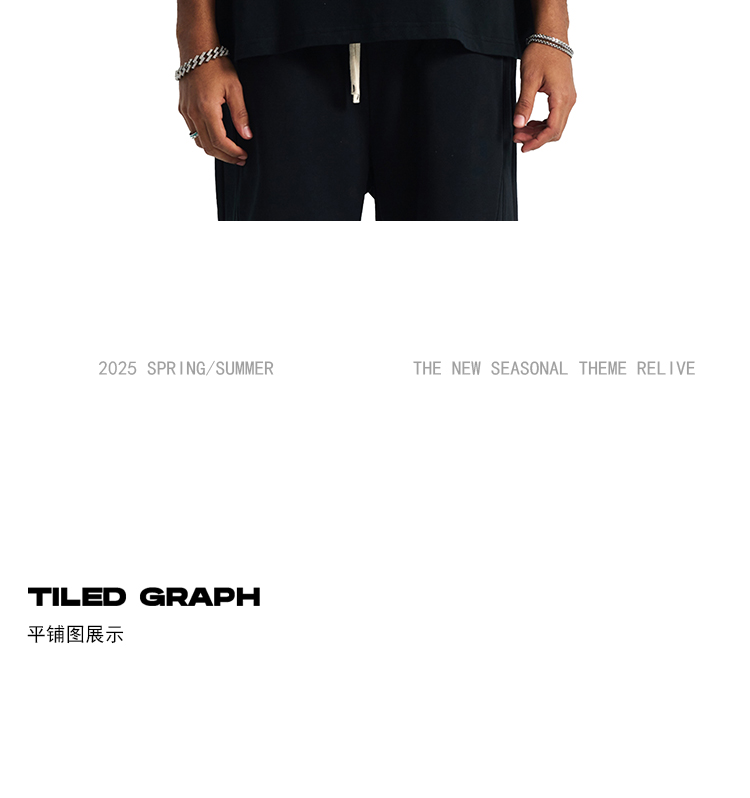 2025 SPRING/SUMMER
THE NEW SEASONAL THEME RELIVE
TILED GRAPH
平铺图展示